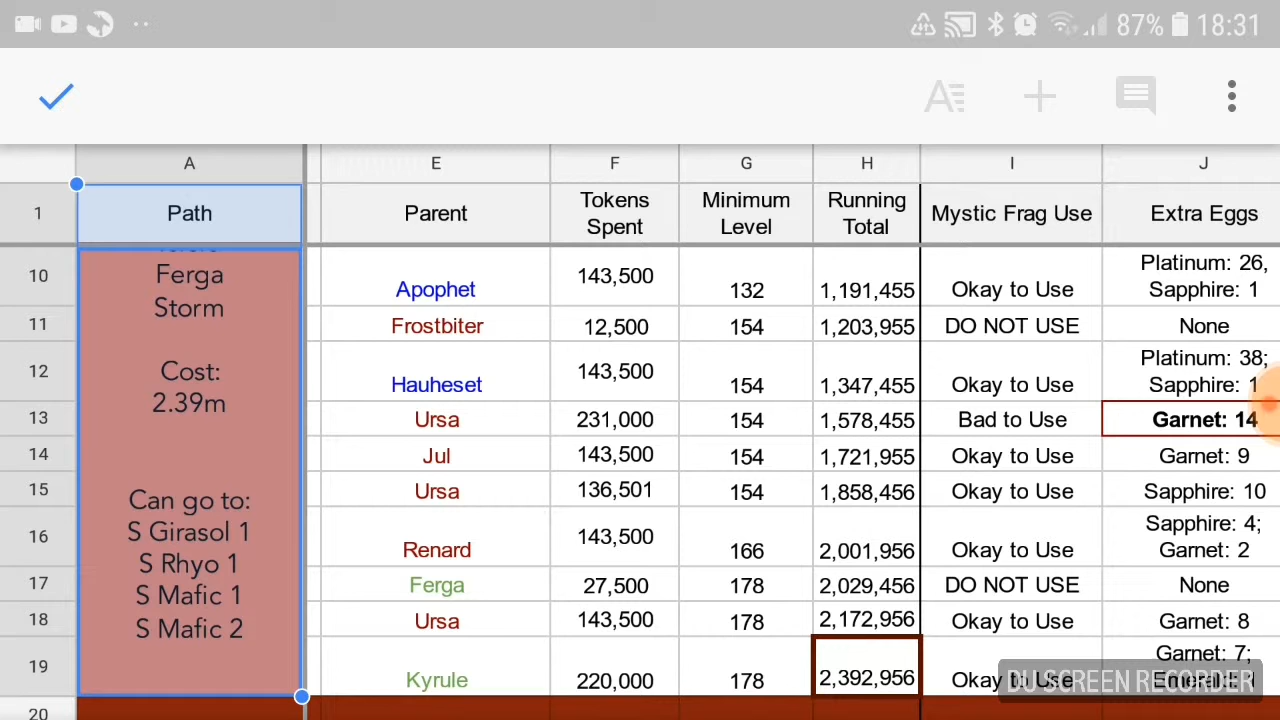 87% 18:31
A E F G H I J
1 Path Parent Tokens Spent Minimum Level Running Total Mystic Frag Use Extra Eggs
Ferga
Storm
Cost:
2.39m
Can go to:
S Girasol 1
S Rhyo 1
S Mafic 1
S Mafic 2
10 Apophet 143,500 132 1,191,455 Okay to Use Platinum: 26, Sapphire: 1
11 Frostbiter 12,500 154 1,203,955 DO NOT USE None
12 Hauheset 143,500 154 1,347,455 Okay to Use Platinum: 38; Sapphire: 1
13 Ursa 231,000 154 1,578,455 Bad to Use Garnet: 14
14 Jul 143,500 154 1,721,955 Okay to Use Garnet: 9
15 Ursa 136,501 154 1,858,456 Okay to Use Sapphire: 10
16 Renard 143,500 166 2,001,956 Okay to Use Sapphire: 4; Garnet: 2
17 Ferga 27,500 178 2,029,456 DO NOT USE None
18 Ursa 143,500 178 2,172,956 Okay to Use Garnet: 8
19 Kyrule 220,000 178 2,392,956 Okay to Use Garnet: 7;
DU SCREEN RECORDER
20